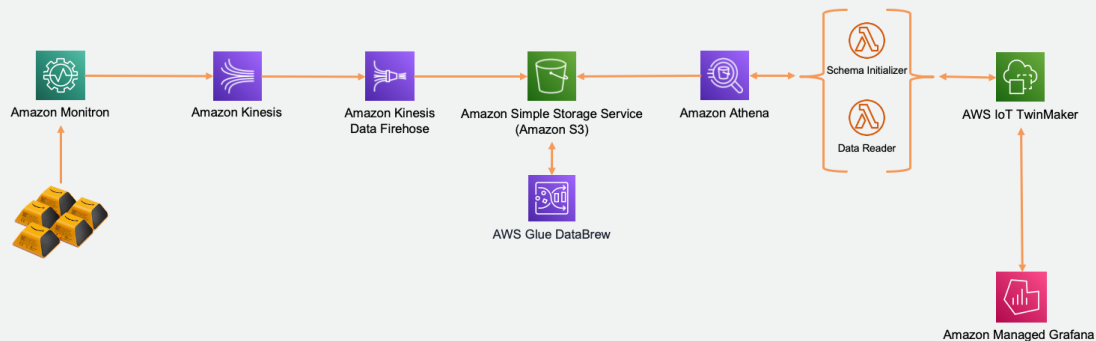 Amazon Monitron
Amazon Kinesis
Amazon Kinesis
Data Firehose
Amazon Simple Storage Service
(Amazon S3)
AWS Glue DataBrew
Amazon Athena
Schema Initializer
Data Reader
AWS IoT TwinMaker
Amazon Managed Grafana